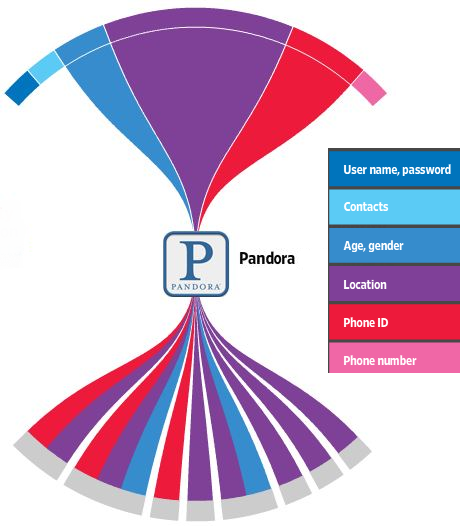 User name, password
Contacts
Age, gender
Location
Phone ID
Phone number
P
PANDORA
Pandora